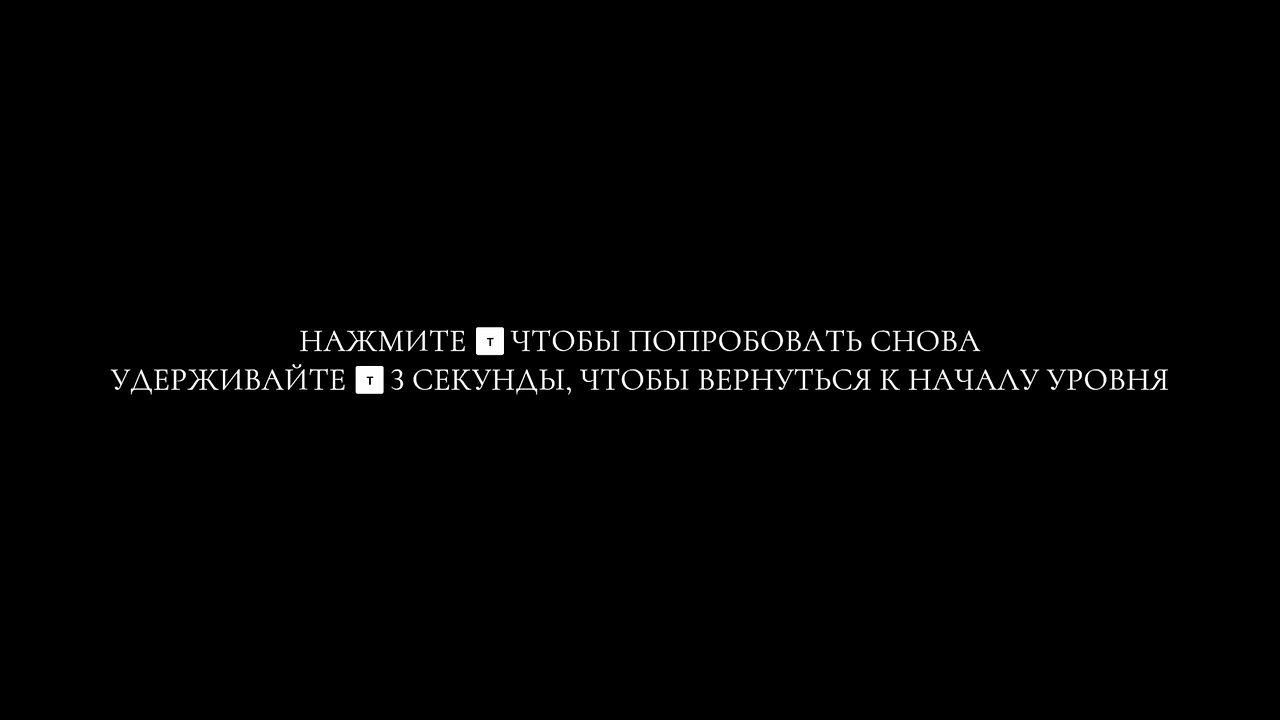 НАЖМИТЕ T ЧТОБЫ ПОПРОБОВАТЬ СНОВА
УДЕРЖИВАЙТЕ T 3 СЕКУНДЫ, ЧТОБЫ ВЕРНУТЬСЯ К НАЧАЛУ УРОВНЯ